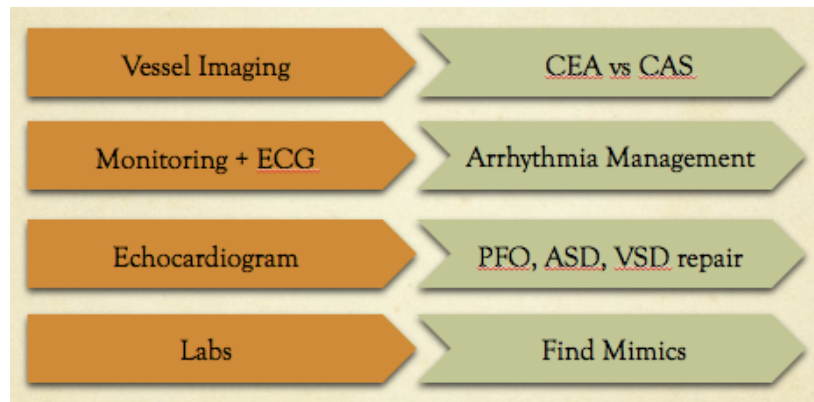 Vessel Imaging
CEA vs CAS
Monitoring + ECG
Arrhythmia Management
Echocardiogram
PFO, ASD, VSD repair
Labs
Find Mimics